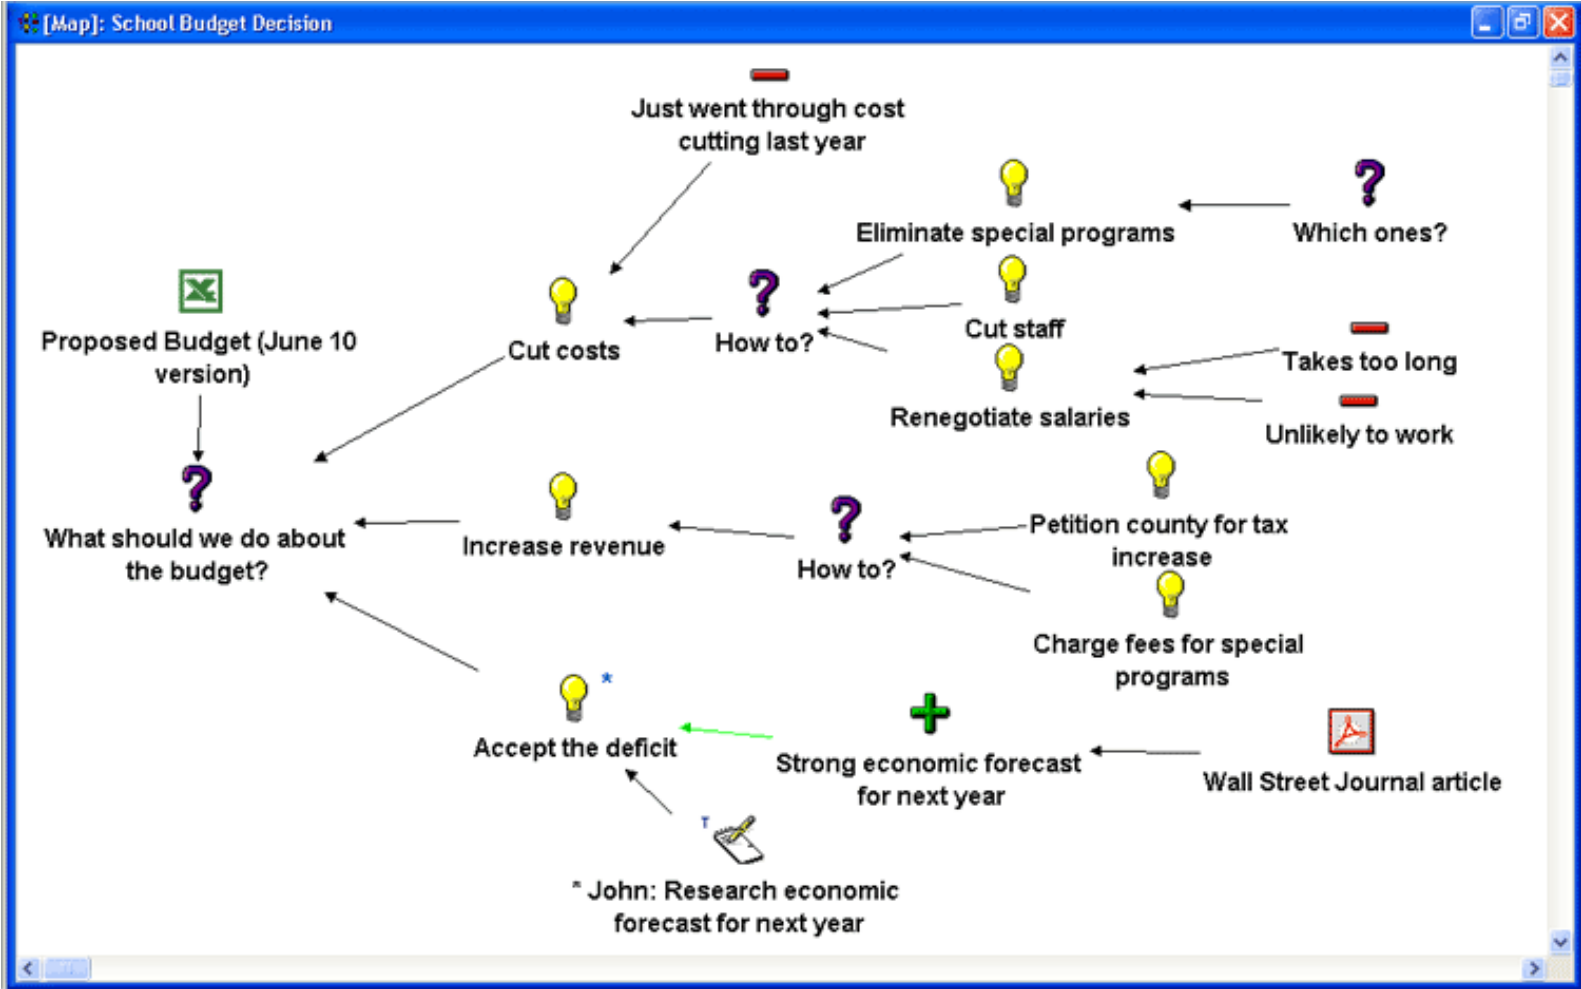 [Map]: School Budget Decision
Just went through cost
cutting last year
Eliminate special programs
Which ones?
Proposed Budget (June 10
version)
Cut costs
How to?
Cut staff
Takes too long
Renegotiate salaries
Unlikely to work
What should we do about
the budget?
Increase revenue
How to?
Petition county for tax
increase
Charge fees for special
programs
*
Accept the deficit
Strong economic forecast
for next year
Wall Street Journal article
T
* John: Research economic
forecast for next year